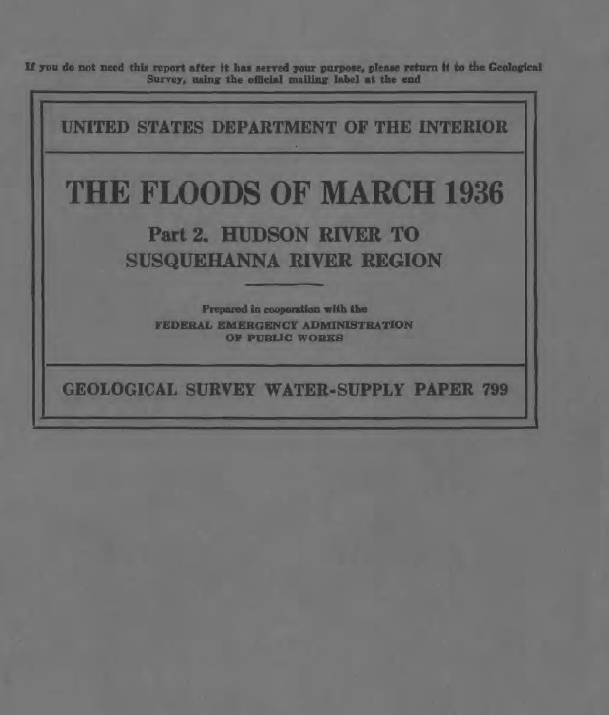 If you do not need this report after it has served your purpose, please return it to the Geological
Survey, using the official mailing label at the end
UNITED STATES DEPARTMENT OF THE INTERIOR
THE FLOODS OF MARCH 1936
Part 2. HUDSON RIVER TO
SUSQUEHANNA RIVER REGION
Prepared in cooperation with the
FEDERAL EMERGENCY ADMINISTRATION
OF PUBLIC WORKS
GEOLOGICAL SURVEY WATER-SUPPLY PAPER 799